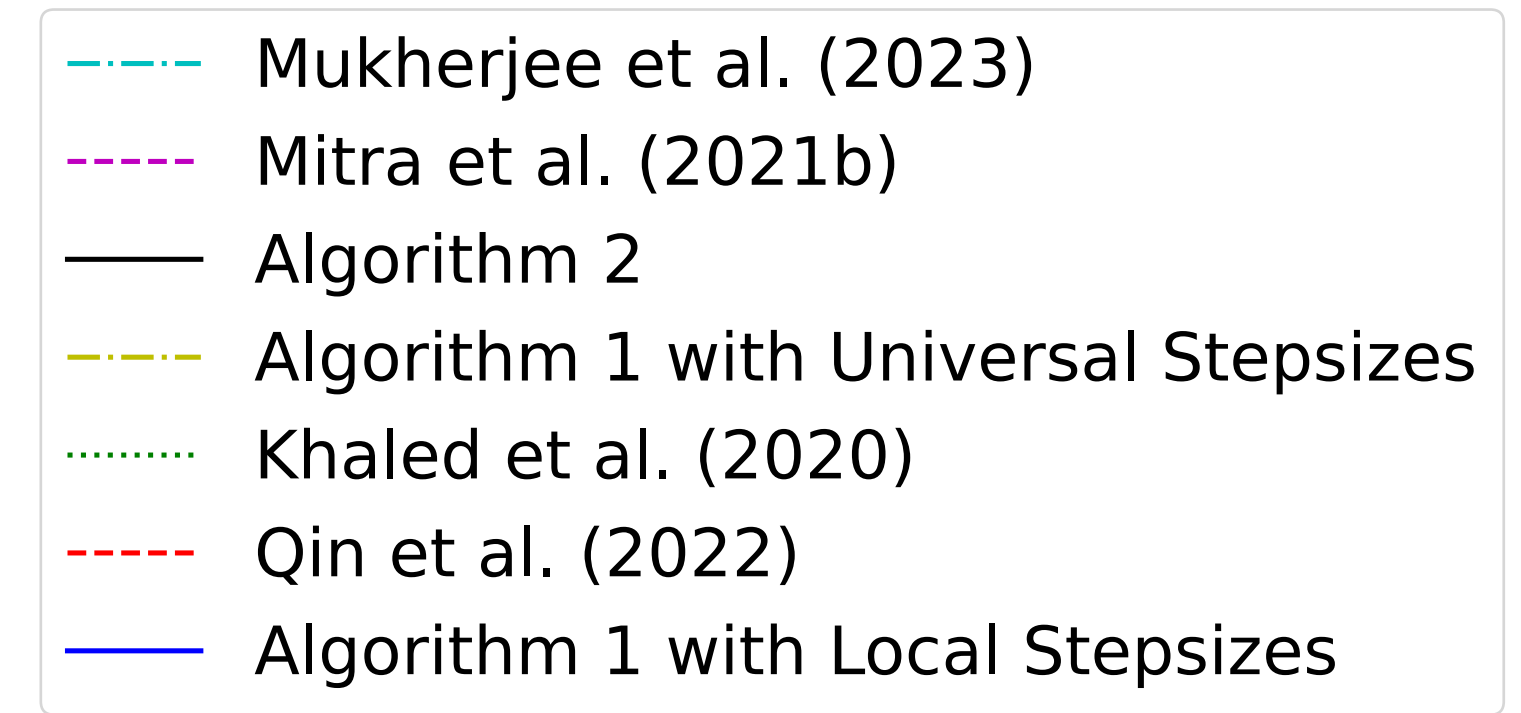 Mukherjee et al. (2023)
Mitra et al. (2021b)
Algorithm 2
Algorithm 1 with Universal Stepsizes
Khaled et al. (2020)
Qin et al. (2022)
Algorithm 1 with Local Stepsizes